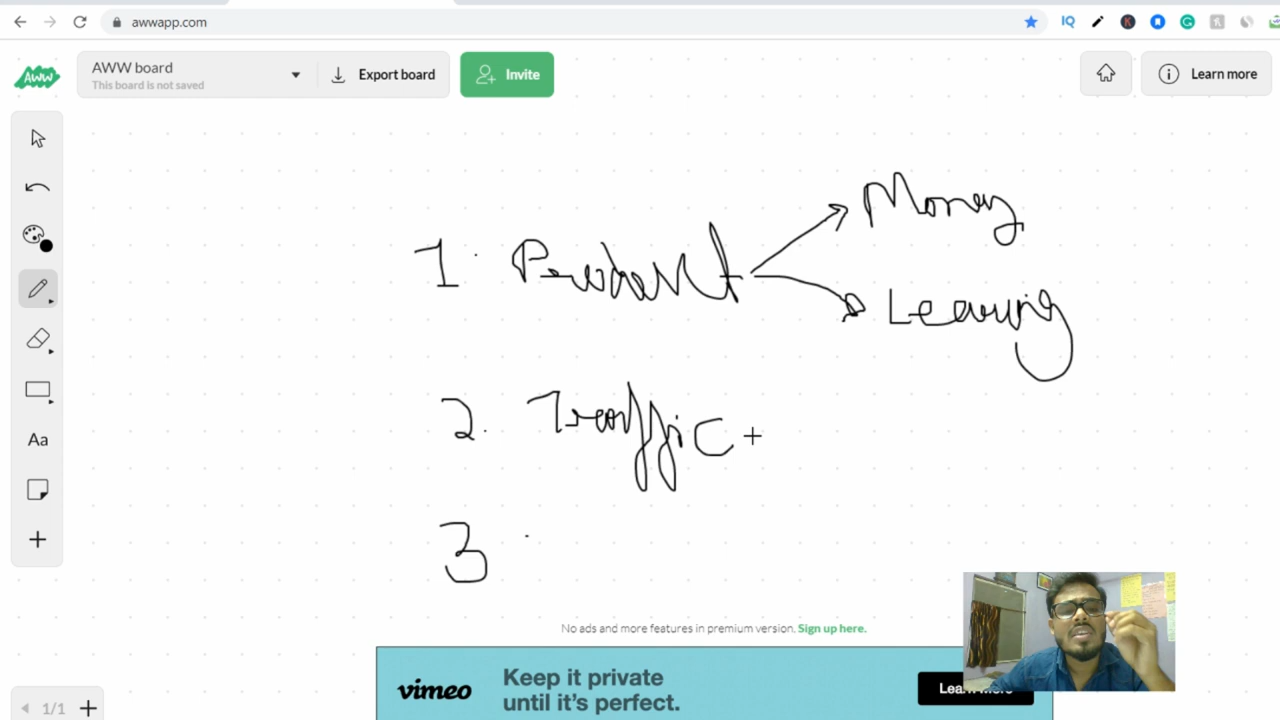 awwapp.com
AWW
AWW board
This board is not saved
Export board
Invite
Learn more
Money
1.
Learning
2. Traffic
3
Aa
No ads and more features in premium version. Sign up here.
vimeo
Keep it private
until it's perfect.
1/1